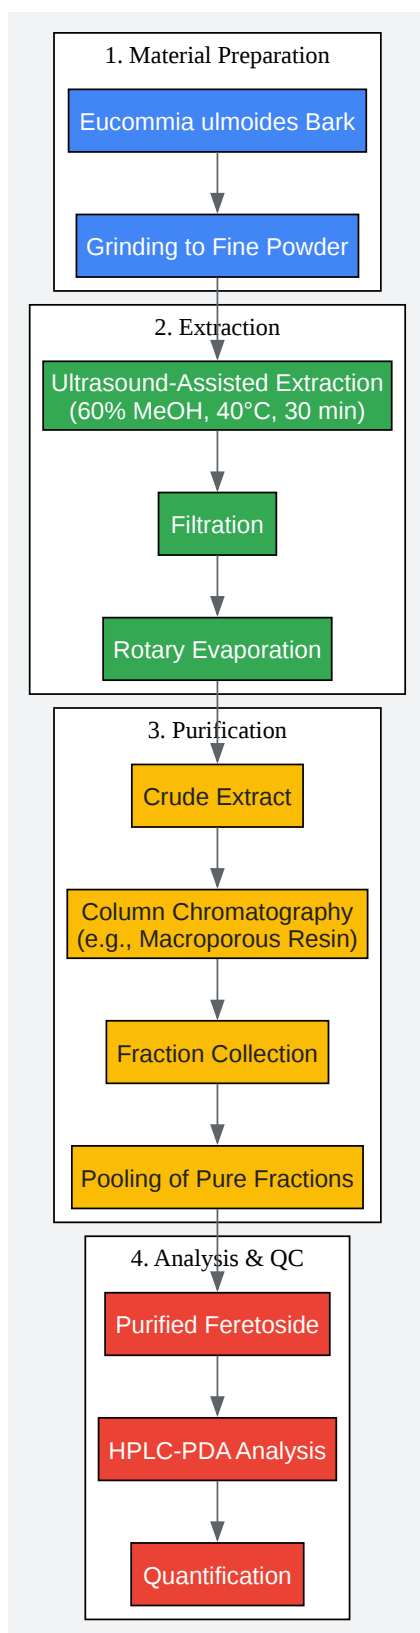 1. Material Preparation
Eucommia ulmoides Bark
Grinding to Fine Powder
2. Extraction
Ultrasound-Assisted Extraction
(60% MeOH, 40°C, 30 min)
Filtration
Rotary Evaporation
3. Purification
Crude Extract
Column Chromatography
(e.g., Macroporous Resin)
Fraction Collection
Pooling of Pure Fractions
4. Analysis & QC
Purified Feretoside
HPLC-PDA Analysis
Quantification